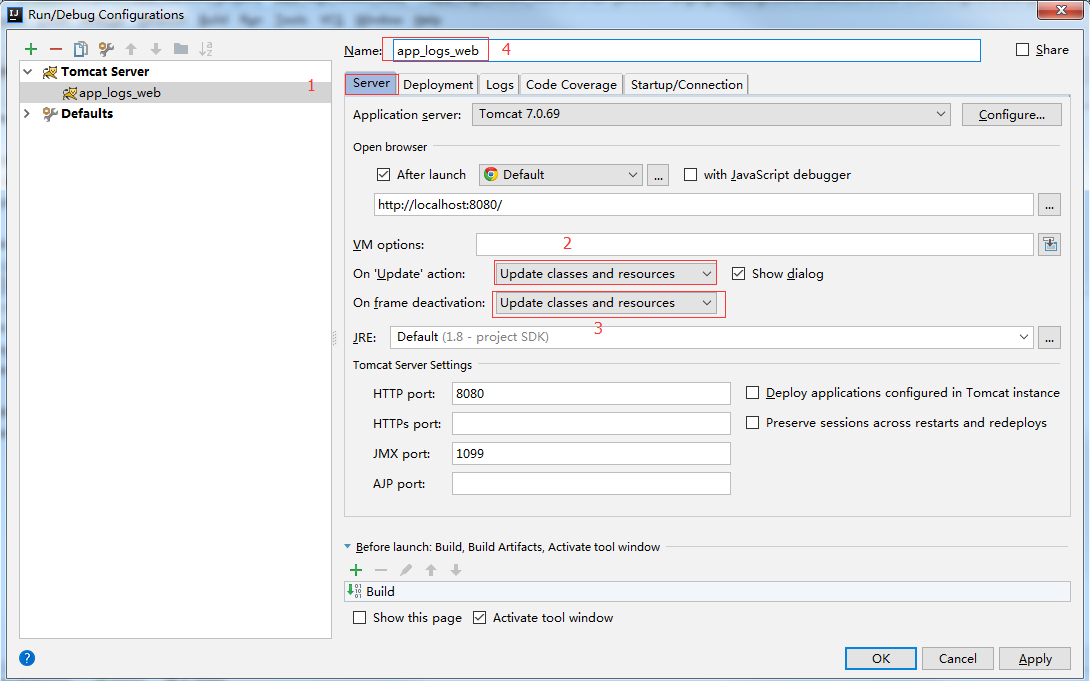 Run/Debug Configurations
Name: app_logs_web 4 Share
Tomcat Server
app_logs_web 1
Defaults
Server Deployment Logs Code Coverage Startup/Connection
Application server: Tomcat 7.0.69 Configure...
Open browser
After launch Default ... with JavaScript debugger
http://localhost:8080/ ...
VM options: 2
On 'Update' action: Update classes and resources Show dialog
On frame deactivation: Update classes and resources
3
JRE: Default (1.8 - project SDK) ...
Tomcat Server Settings
HTTP port: 8080 Deploy applications configured in Tomcat instance
HTTPs port: Preserve sessions across restarts and redeploys
JMX port: 1099
AJP port:
Before launch: Build, Build Artifacts, Activate tool window
Build
Show this page Activate tool window
? OK Cancel Apply